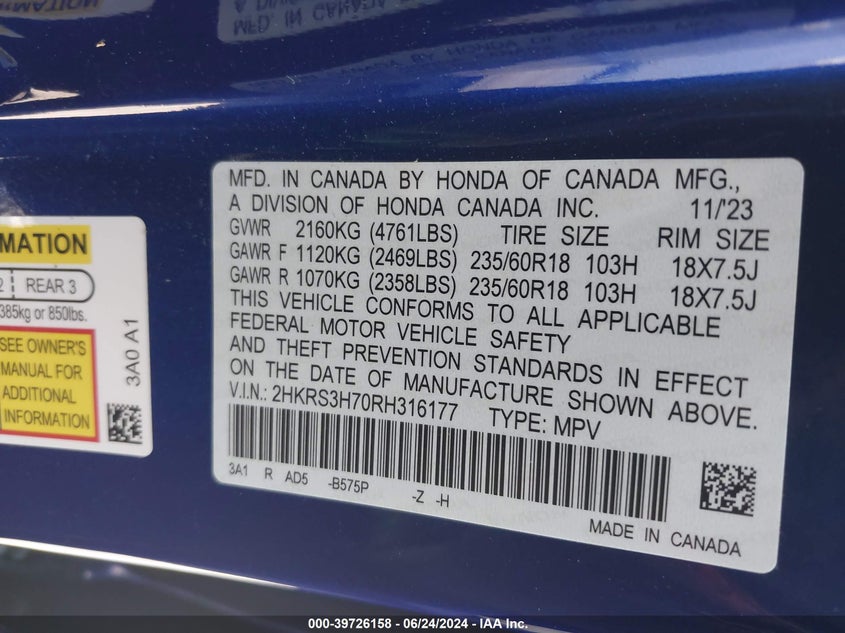 MFD. IN CANADA BY HONDA OF CANADA MFG.,
A DIVISION OF HONDA CANADA INC. 11/'23
GVWR 2160KG (4761LBS) TIRE SIZE RIM SIZE
GAWR F 1120KG (2469LBS) 235/60R18 103H 18X7.5J
GAWR R 1070KG (2358LBS) 235/60R18 103H 18X7.5J
THIS VEHICLE CONFORMS TO ALL APPLICABLE
FEDERAL MOTOR VEHICLE SAFETY
AND THEFT PREVENTION STANDARDS IN EFFECT
ON THE DATE OF MANUFACTURE SHOWN ABOVE.
V.I.N.: 2HKRS3H70RH316177 TYPE: MPV
3A1 R AD5 -B575P -Z -H
MADE IN CANADA
MATION
2 REAR 3
385kg or 850lbs.
SEE OWNER'S
MANUAL FOR
ADDITIONAL
INFORMATION
3A0 A1
000-39726158 - 06/24/2024 - IAA Inc.